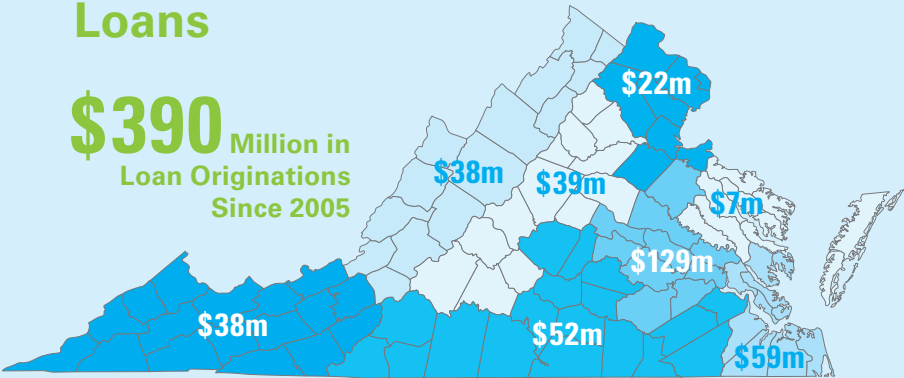 Loans
$390 Million in
Loan Originations
Since 2005
$22m
$38m
$39m
$7m
$129m
$38m
$52m
$59m